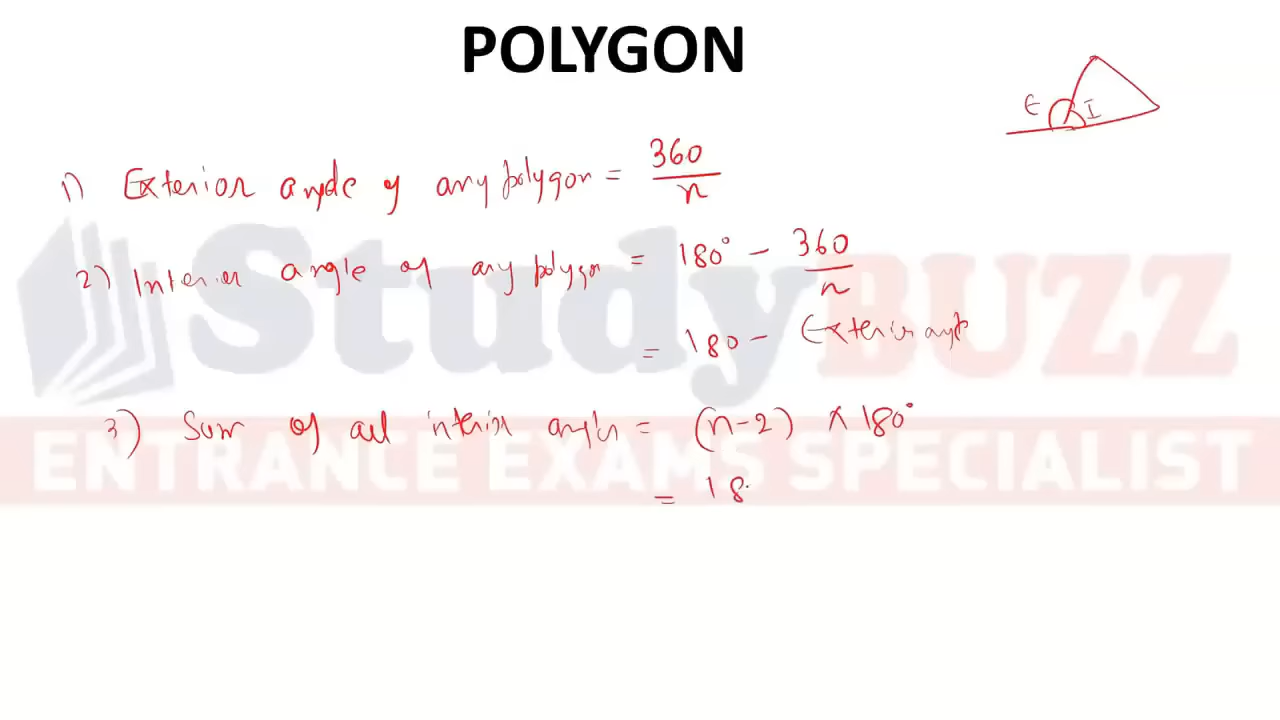 POLYGON
E I
1) Exterior angle of any polygon = 360/n
2) Interior angle of any polygon = 180° - 360/n
= 180 - Exterior angle
3) Sum of all interior angles = (n-2) × 180°
= 18
StudyBUZZ
ENTRANCE EXAMS SPECIALIST